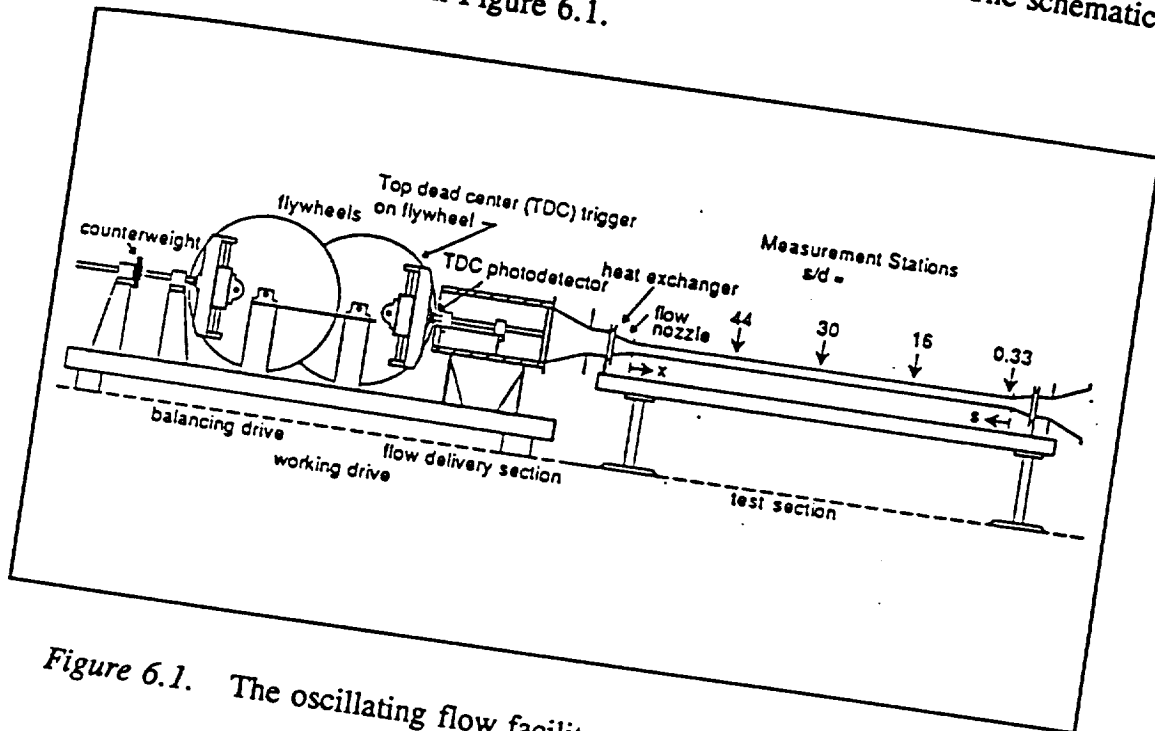 Figure 6.1.
The schematic
Top dead center (TDC) trigger
on flywheel
flywheels
counterweight
TDC photodetector
heat exchanger
flow
nozzle
Measurement Stations
s/d =
44
30
16
0.33
x
s
balancing drive
working drive
flow delivery section
test section
Figure 6.1. The oscillating flow